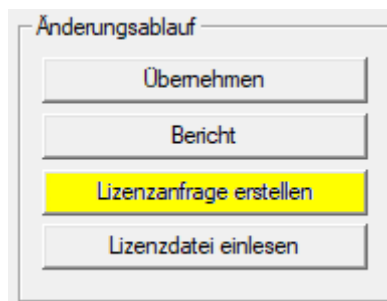 Änderungsablauf
Übernehmen
Bericht
Lizenzanfrage erstellen
Lizenzdatei einlesen